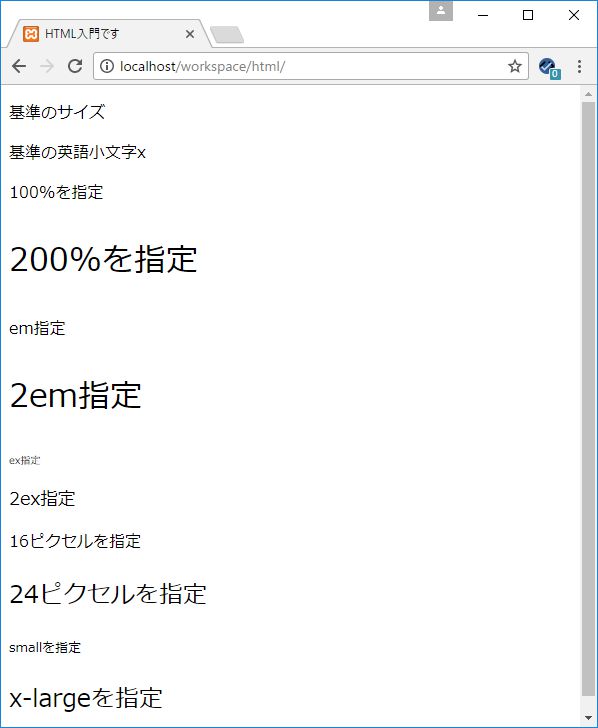 HTML入門です
localhost/workspace/html/
0
基準のサイズ
基準の英語小文字x
100%を指定
200%を指定
em指定
2em指定
ex指定
2ex指定
16ピクセルを指定
24ピクセルを指定
smallを指定
x-largeを指定